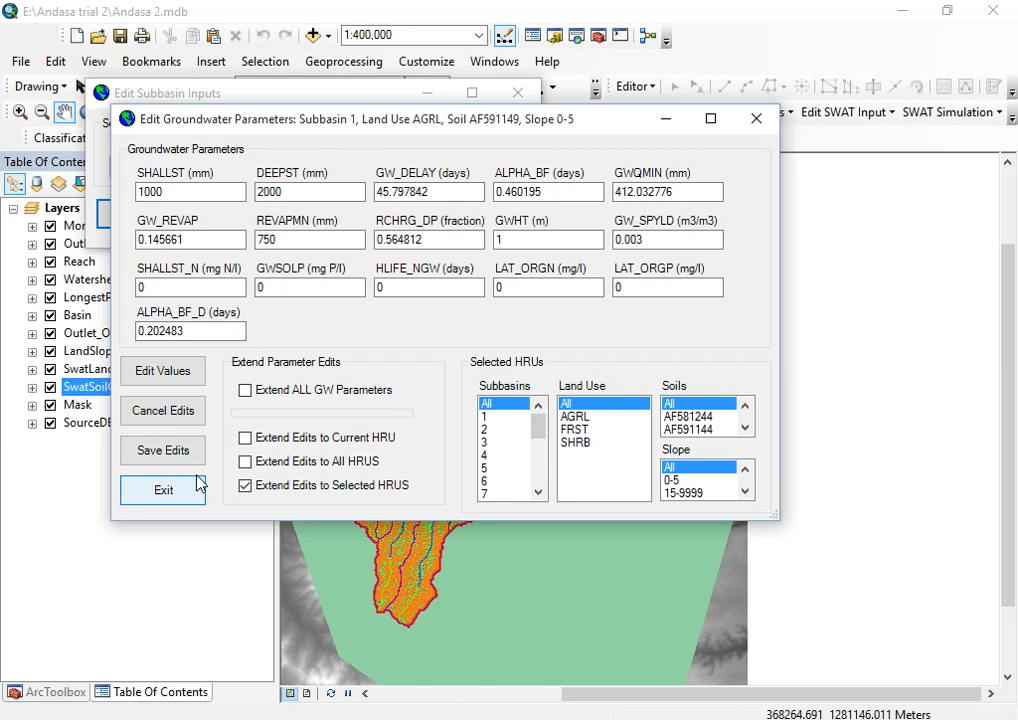 E:\Andasa trial 2\Andasa 2.mdb
1:400,000
File Edit View Bookmarks Insert Selection Geoprocessing Customize Windows Help
Drawing Edit Subbasin Inputs Editor
Edit Groundwater Parameters: Subbasin 1, Land Use AGRL, Soil AF591149, Slope 0-5
Edit SWAT Input SWAT Simulation
Classificat
Table Of Conte
Groundwater Parameters
SHALLST (mm) DEEPST (mm) GW_DELAY (days) ALPHA_BF (days) GWQMIN (mm)
1000 2000 45.797842 0.460195 412.032776
GW_REVAP REVAPMN (mm) RCHRG_DP (fraction) GWHT (m) GW_SPYLD (m3/m3)
0.145661 750 0.564812 1 0.003
SHALLST_N (mg N/l) GWSOLP (mg P/l) HLIFE_NGW (days) LAT_ORGN (mg/l) LAT_ORGP (mg/l)
0 0 0 0 0
ALPHA_BF_D (days)
0.202483
Layers
Mor
Outl
Reach
Watershe
LongestP
Basin
Outlet_O
LandSlop
SwatLand
SwatSoil
Mask
SourceDE
Edit Values
Cancel Edits
Save Edits
Exit
Extend Parameter Edits
Extend ALL GW Parameters
Extend Edits to Current HRU
Extend Edits to All HRUS
Extend Edits to Selected HRUS
Selected HRUs
Subbasins
All
1
2
3
4
5
6
7
Land Use
All
AGRL
FRST
SHRB
Soils
All
AF581244
AF591144
Slope
All
0-5
15-9999
ArcToolbox Table Of Contents
368264.691 1281146.011 Meters